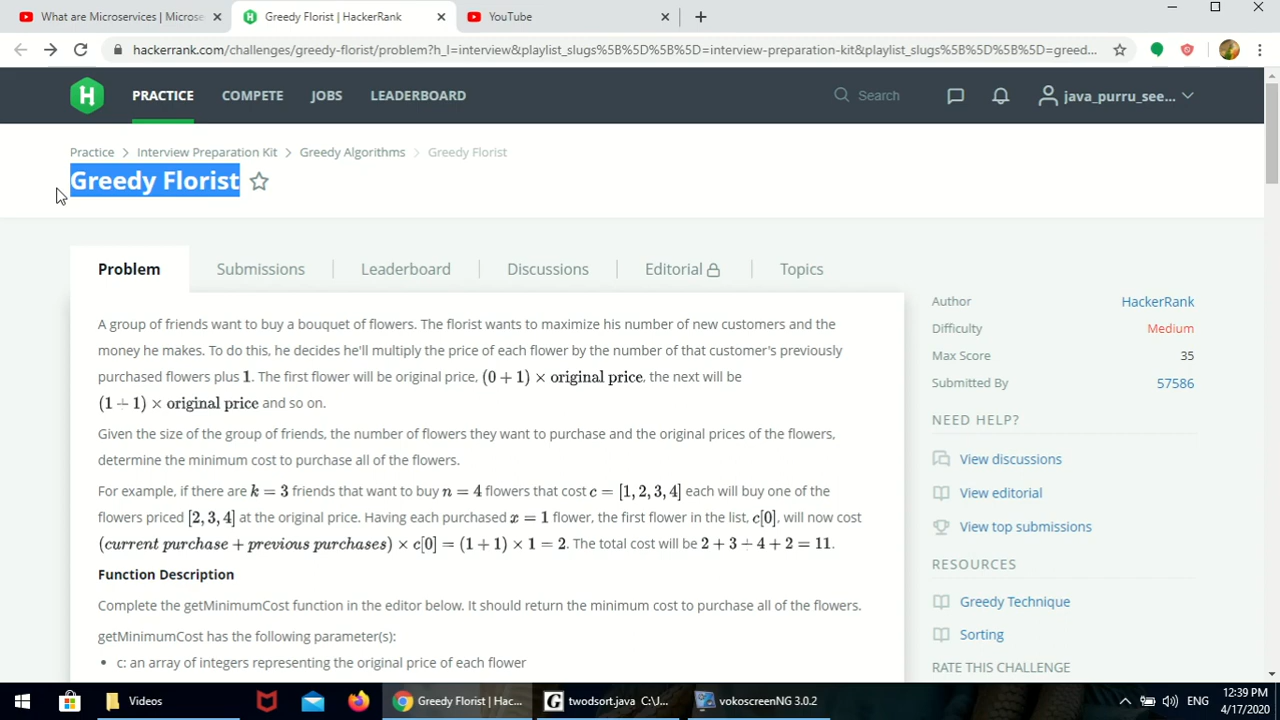 What are Microservices | Microse
Greedy Florist | HackerRank
YouTube
hackerrank.com/challenges/greedy-florist/problem?h_l=interview&playlist_slugs%5B%5D%5B%5D=interview-preparation-kit&playlist_slugs%5B%5D%5B%5D=greed...
H
PRACTICE
COMPETE
JOBS
LEADERBOARD
Search
java_purru_see...
Practice > Interview Preparation Kit > Greedy Algorithms > Greedy Florist
Greedy Florist
Problem
Submissions
Leaderboard
Discussions
Editorial
Topics
A group of friends want to buy a bouquet of flowers. The florist wants to maximize his number of new customers and the
money he makes. To do this, he decides he'll multiply the price of each flower by the number of that customer's previously
purchased flowers plus 1. The first flower will be original price, (0 + 1) × original price, the next will be
(1 + 1) × original price and so on.
Given the size of the group of friends, the number of flowers they want to purchase and the original prices of the flowers,
determine the minimum cost to purchase all of the flowers.
For example, if there are k = 3 friends that want to buy n = 4 flowers that cost c = [1, 2, 3, 4] each will buy one of the
flowers priced [2, 3, 4] at the original price. Having each purchased x = 1 flower, the first flower in the list, c[0], will now cost
(current purchase + previous purchases) × c[0] = (1 + 1) × 1 = 2. The total cost will be 2 + 3 + 4 + 2 = 11.
Function Description
Complete the getMinimumCost function in the editor below. It should return the minimum cost to purchase all of the flowers.
getMinimumCost has the following parameter(s):
• c: an array of integers representing the original price of each flower
Author HackerRank
Difficulty Medium
Max Score 35
Submitted By 57586
NEED HELP?
View discussions
View editorial
View top submissions
RESOURCES
Greedy Technique
Sorting
RATE THIS CHALLENGE
Videos
Greedy Florist | Hac...
G
twodsort.java C:\J...
vokoscreenNG 3.0.2
ENG
12:39 PM
4/17/2020